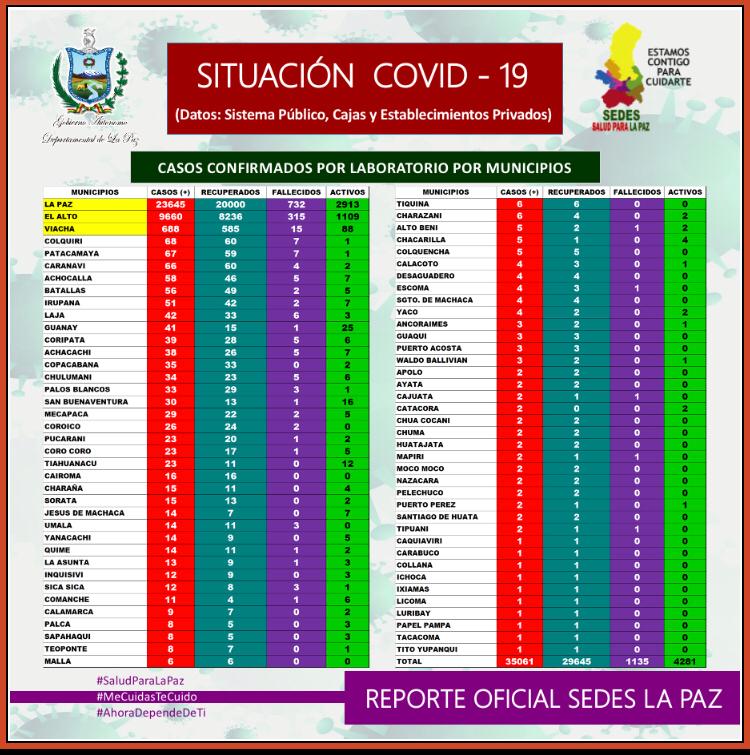 Gobierno Autónomo
Departamental de La Paz
SITUACIÓN COVID - 19
(Datos: Sistema Público, Cajas y Establecimientos Privados)
ESTAMOS
CONTIGO
PARA
CUIDARTE
SEDES
SALUD PARA LA PAZ
CASOS CONFIRMADOS POR LABORATORIO POR MUNICIPIOS
MUNICIPIOS CASOS (+) RECUPERADOS FALLECIDOS ACTIVOS
LA PAZ 23645 20000 732 2913
EL ALTO 9660 8236 315 1109
VIACHA 688 585 15 88
COLQUIRI 68 60 7 1
PATACAMAYA 67 59 7 1
CARANAVI 66 60 4 2
ACHOCALLA 58 46 5 7
BATALLAS 56 49 2 5
IRUPANA 51 42 2 7
LAJA 42 33 6 3
GUANAY 41 15 1 25
CORIPATA 39 28 5 6
ACHACACHI 38 26 5 7
COPACABANA 35 33 0 2
CHULUMANI 34 23 5 6
PALOS BLANCOS 33 29 3 1
SAN BUENAVENTURA 30 13 1 16
MECAPACA 29 22 2 5
COROICO 26 24 2 0
PUCARANI 23 20 1 2
CORO CORO 23 17 1 5
TIAHUANACU 23 11 0 12
CAIROMA 16 16 0 0
CHARAÑA 15 11 0 4
SORATA 15 13 0 2
JESUS DE MACHACA 14 7 0 7
UMALA 14 11 3 0
YANACACHI 14 9 0 5
QUIME 14 11 1 2
LA ASUNTA 13 9 1 3
INQUISIVI 12 9 0 3
SICA SICA 12 8 3 1
COMANCHE 11 4 1 6
CALAMARCA 9 7 0 2
PALCA 8 5 0 3
SAPAHAQUI 8 5 0 3
TEOPONTE 8 7 0 1
MALLA 6 6 0 0
MUNICIPIOS CASOS (+) RECUPERADOS FALLECIDOS ACTIVOS
TIQUINA 6 6 0 0
CHARAZANI 6 4 0 2
ALTO BENI 5 2 1 2
CHACARILLA 5 1 0 4
COLQUENCHA 5 5 0 0
CALACOTO 4 3 0 1
DESAGUADERO 4 4 0 0
ESCOMA 4 3 1 0
SGTO. DE MACHACA 4 4 0 0
YACO 4 2 0 2
ANCORAIMES 3 2 0 1
GUAQUI 3 3 0 0
PUERTO ACOSTA 3 3 0 0
WALDO BALLIVIAN 3 2 0 1
APOLO 2 2 0 0
AYATA 2 2 0 0
CAJUATA 2 1 1 0
CATACORA 2 0 0 2
CHUA COCANI 2 2 0 0
CHUMA 2 2 0 0
HUATAJATA 2 2 0 0
MAPIRI 2 1 1 0
MOCO MOCO 2 2 0 0
NAZACARA 2 2 0 0
PELECHUCO 2 2 0 0
PUERTO PEREZ 2 1 0 1
SANTIAGO DE HUATA 2 2 0 0
TIPUANI 2 1 1 0
CAQUIAVIRI 1 1 0 0
CARABUCO 1 1 0 0
COLLANA 1 1 0 0
ICHOCA 1 1 0 0
IXIAMAS 1 1 0 0
LICOMA 1 1 0 0
LURIBAY 1 1 0 0
PAPEL PAMPA 1 1 0 0
TACACOMA 1 1 0 0
TITO YUPANQUI 1 1 0 0
TOTAL 35061 29645 1135 4281
#SaludParaLaPaz
#MeCuidasTeCuido
#AhoraDependeDeTi
REPORTE OFICIAL SEDES LA PAZ